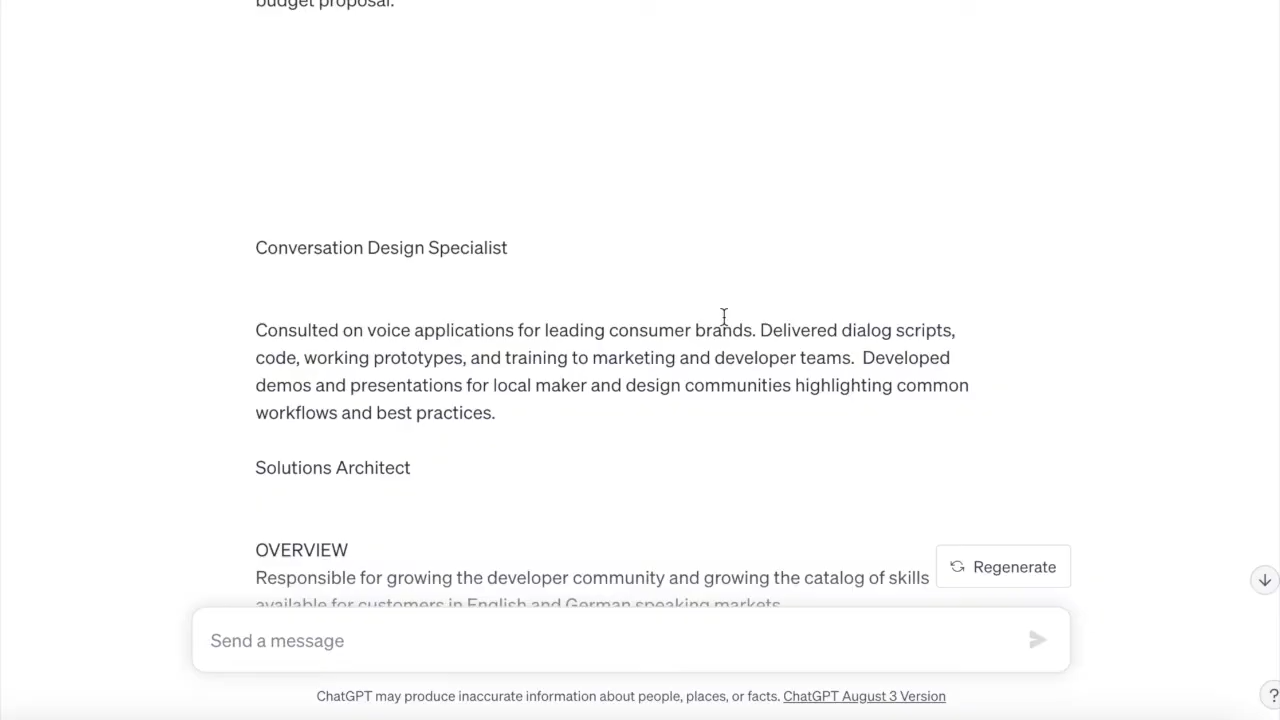 budget proposal.
Conversation Design Specialist
Consulted on voice applications for leading consumer brands. Delivered dialog scripts,
code, working prototypes, and training to marketing and developer teams.  Developed
demos and presentations for local maker and design communities highlighting common
workflows and best practices.
Solutions Architect
OVERVIEW
Responsible for growing the developer community and growing the catalog of skills
available for customers in English and German speaking markets.
Regenerate
Send a message
ChatGPT may produce inaccurate information about people, places, or facts. ChatGPT August 3 Version
?